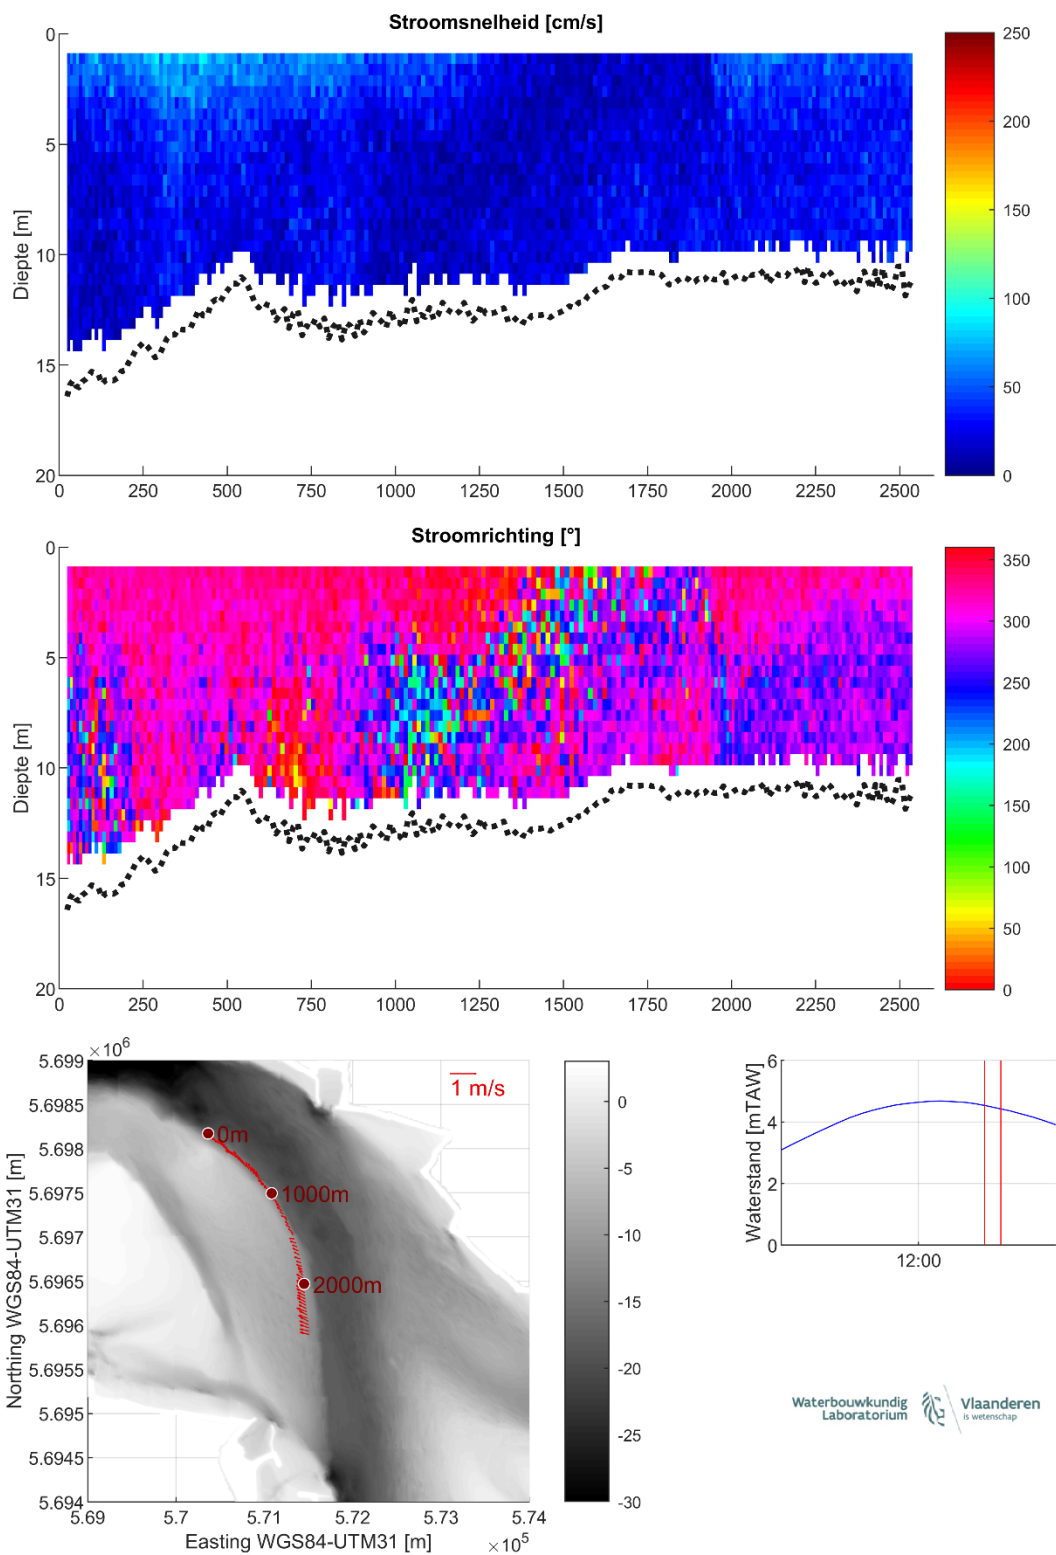 Stroomsnelheid [cm/s]
0
5
10
15
20
Diepte [m]
0 250 500 750 1000 1250 1500 1750 2000 2250 2500
250
200
150
100
50
0
Stroomrichting [°]
0
5
10
15
20
Diepte [m]
0 250 500 750 1000 1250 1500 1750 2000 2250 2500
350
300
250
200
150
100
50
0
×10⁶
5.699
5.6985
5.698
5.6975
5.697
5.6965
5.696
5.6955
5.695
5.6945
5.694
Northing WGS84-UTM31 [m]
1 m/s
0m
1000m
2000m
5.69 5.7 5.71 5.72 5.73 5.74
Easting WGS84-UTM31 [m]
×10⁵
0
-5
-10
-15
-20
-25
-30
Waterstand [mTAW]
6
4
2
0
12:00
Waterbouwkundig
Laboratorium
Vlaanderen
is wetenschap